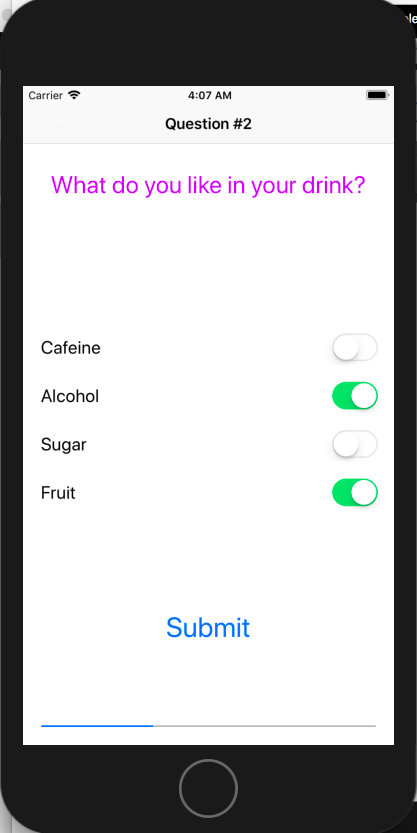 Carrier 4:07 AM
Question #2
What do you like in your drink?
Cafeine
Alcohol
Sugar
Fruit
Submit